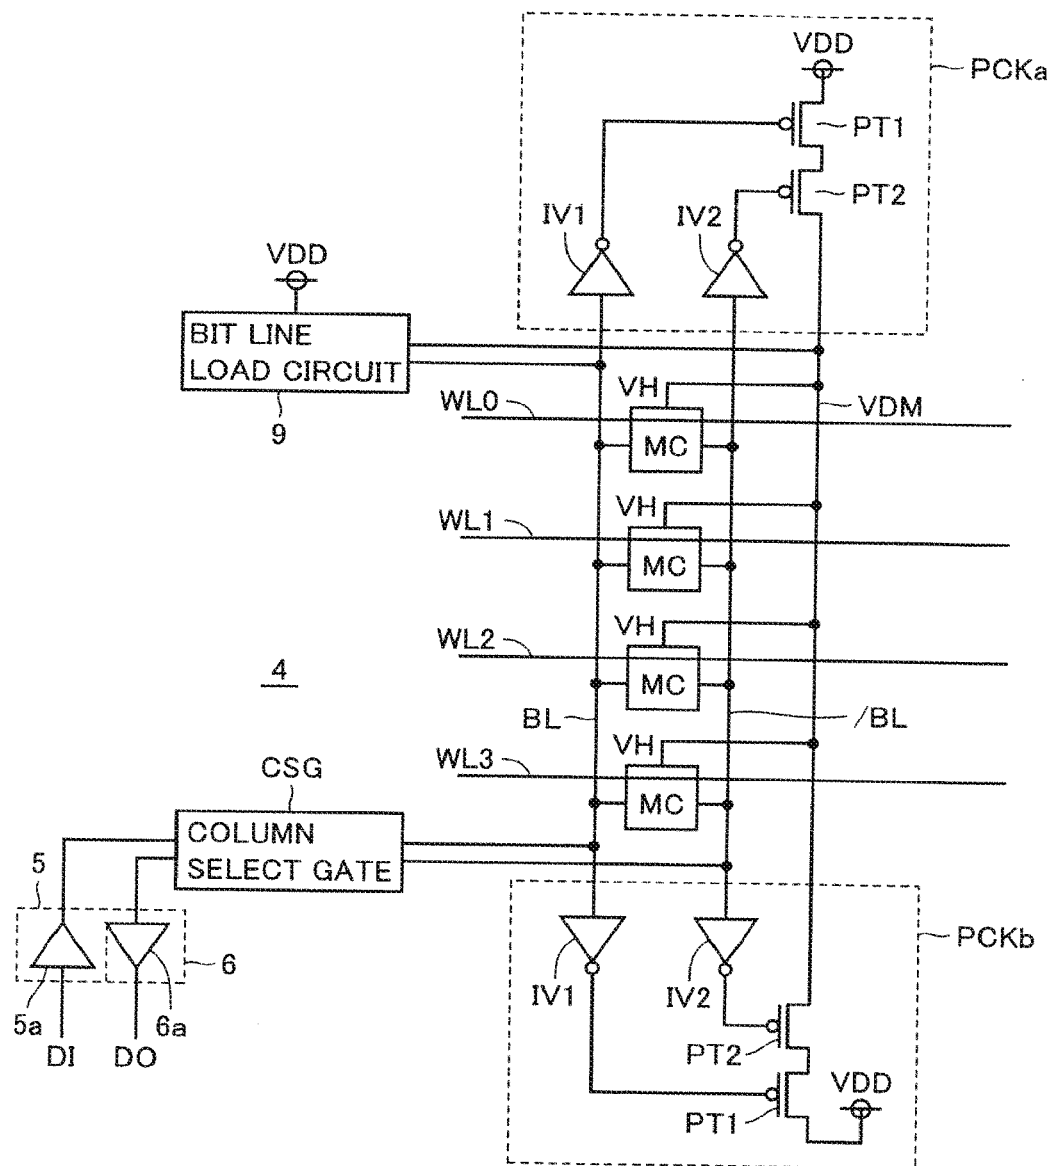 VDD
PCKa
PT1
PT2
IV1
IV2
VDD
BIT LINE
LOAD CIRCUIT
9
VH
VDM
WL0
MC
VH
WL1
MC
VH
WL2
MC
4
BL
/BL
VH
WL3
MC
CSG
COLUMN
SELECT GATE
5
6
5a
6a
DI
DO
PCKb
IV1
IV2
PT2
VDD
PT1